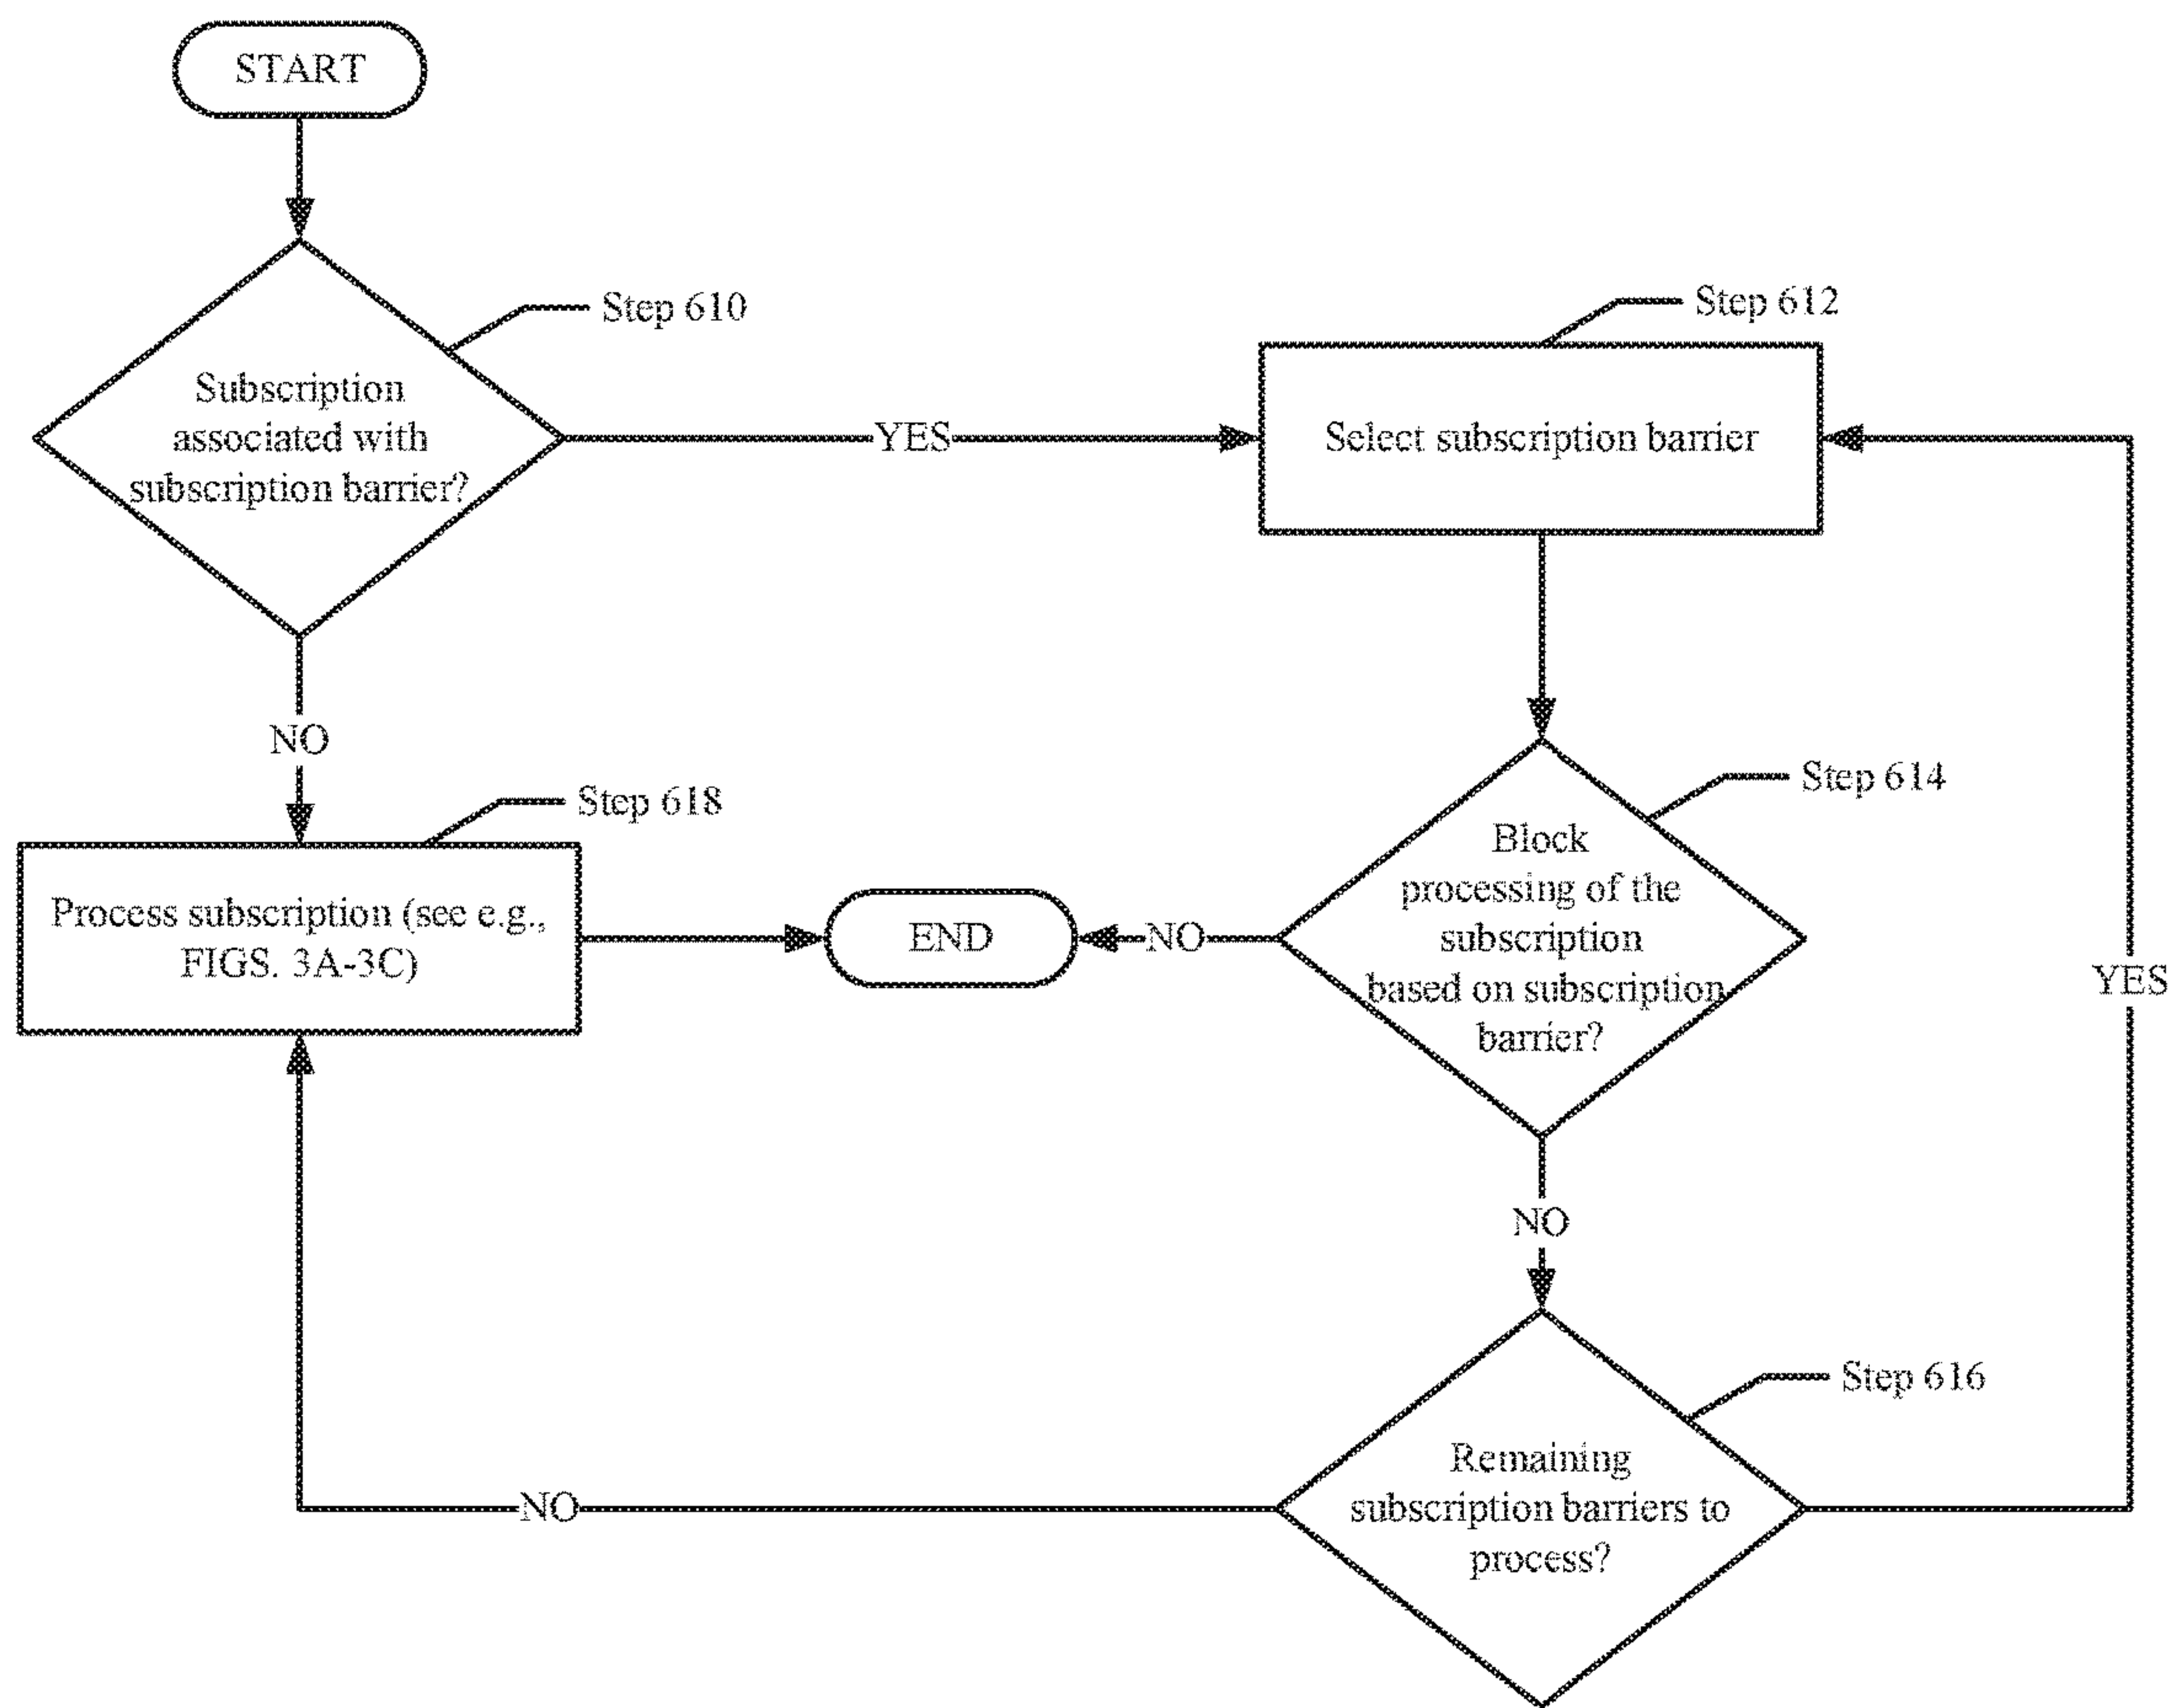 START
Step 610
Subscription
associated with
subscription barrier?
YES
Step 612
Select subscription barrier
NO
Step 618
Process subscription (see e.g.,
FIGS. 3A-3C)
END
NO
Step 614
Block
processing of the
subscription
based on subscription
barrier?
YES
NO
Step 616
Remaining
subscription barriers to
process?
NO